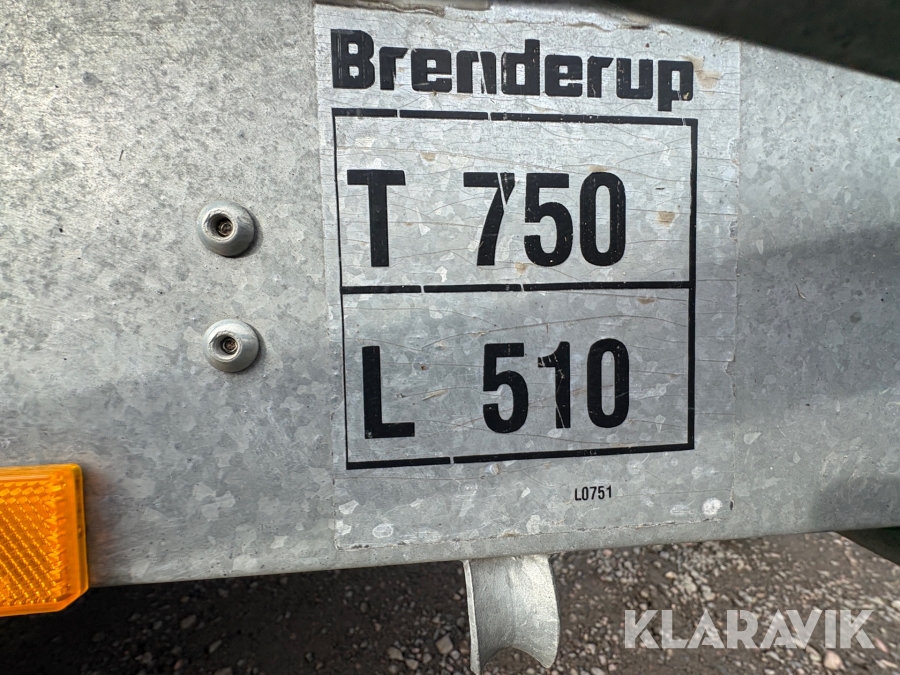 Brenderup
T 750
L 510
L0751
KLARAVIK